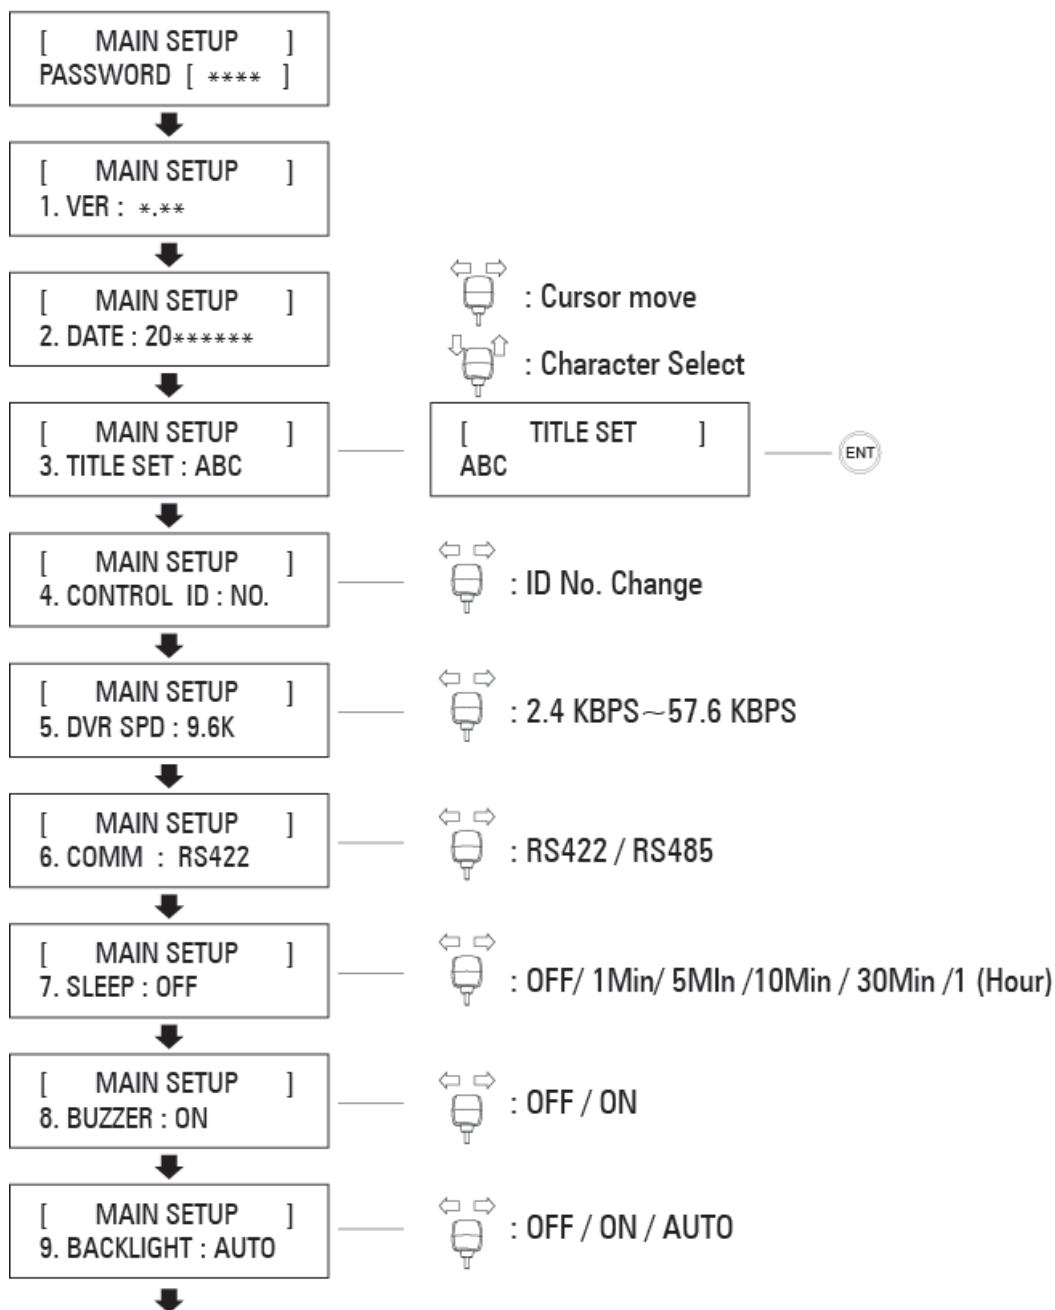 [ MAIN SETUP ]
PASSWORD [ **** ]
[ MAIN SETUP ]
1. VER : *.**
[ MAIN SETUP ]
2. DATE : 20******
: Cursor move
: Character Select
[ MAIN SETUP ]
3. TITLE SET : ABC
[ TITLE SET ]
ABC
ENT
[ MAIN SETUP ]
4. CONTROL ID : NO.
: ID No. Change
[ MAIN SETUP ]
5. DVR SPD : 9.6K
: 2.4 KBPS~57.6 KBPS
[ MAIN SETUP ]
6. COMM : RS422
: RS422 / RS485
[ MAIN SETUP ]
7. SLEEP : OFF
: OFF/ 1Min/ 5MIn /10Min / 30Min /1 (Hour)
[ MAIN SETUP ]
8. BUZZER : ON
: OFF / ON
[ MAIN SETUP ]
9. BACKLIGHT : AUTO
: OFF / ON / AUTO